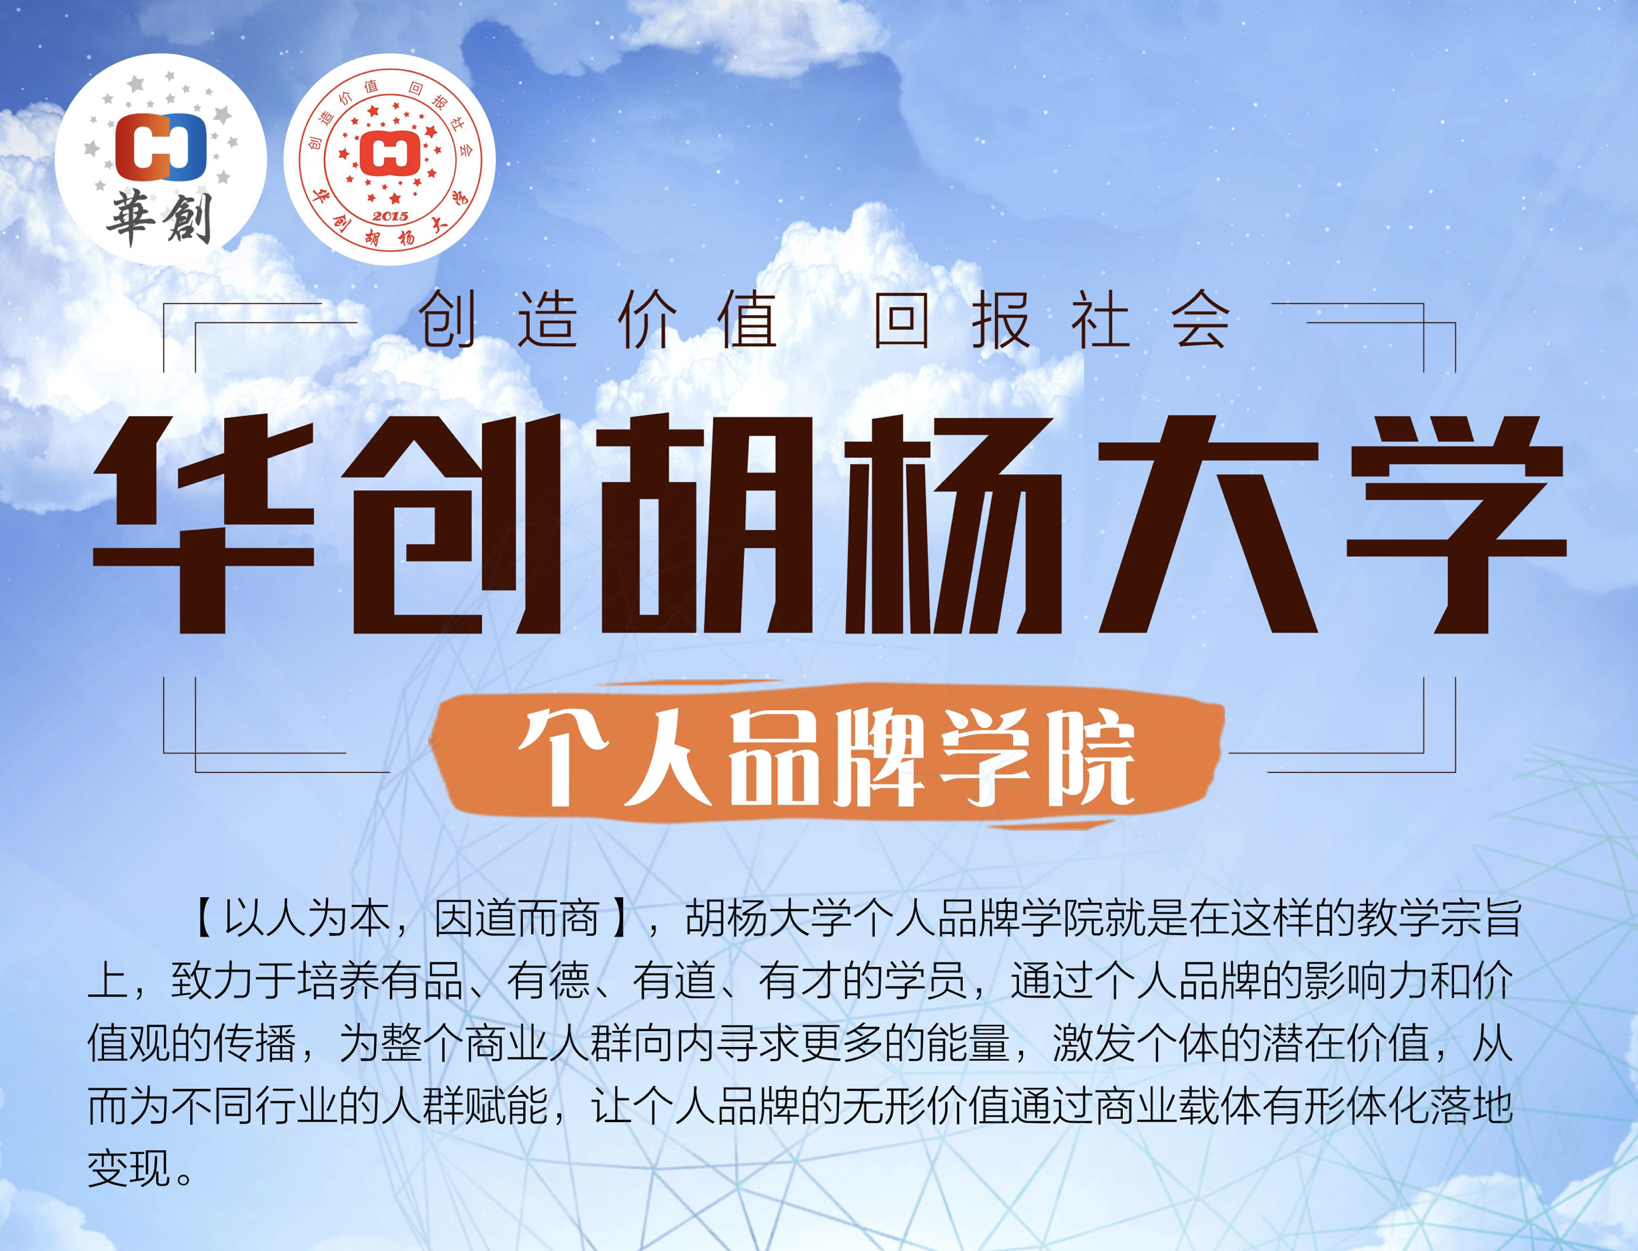 華創
创造价值 回报社会
2015
华创胡杨大学
创造价值 回报社会
华创胡杨大学
个人品牌学院
【以人为本，因道而商】，胡杨大学个人品牌学院就是在这样的教学宗旨
上，致力于培养有品、有德、有道、有才的学员，通过个人品牌的影响力和价
值观的传播，为整个商业人群向内寻求更多的能量，激发个体的潜在价值，从
而为不同行业的人群赋能，让个人品牌的无形价值通过商业载体有形体化落地
变现。